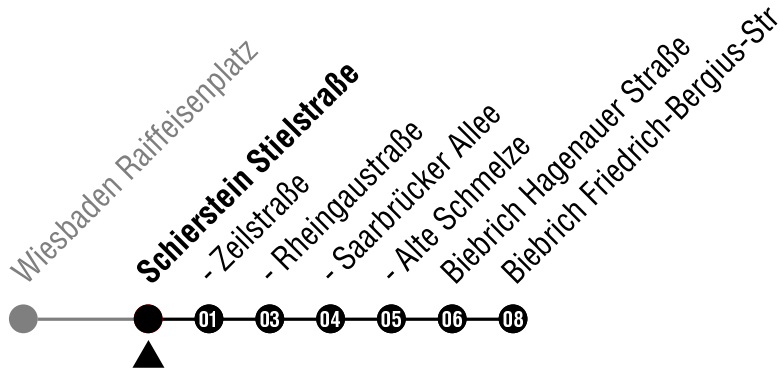 Wiesbaden Raiffeisenplatz
Schierstein Stielstraße
- Zeilstraße
- Rheingaustraße
- Saarbrücker Allee
- Alte Schmelze
Biebrich Hagenauer Straße
Biebrich Friedrich-Bergius-Str
01 03 04 05 06 08